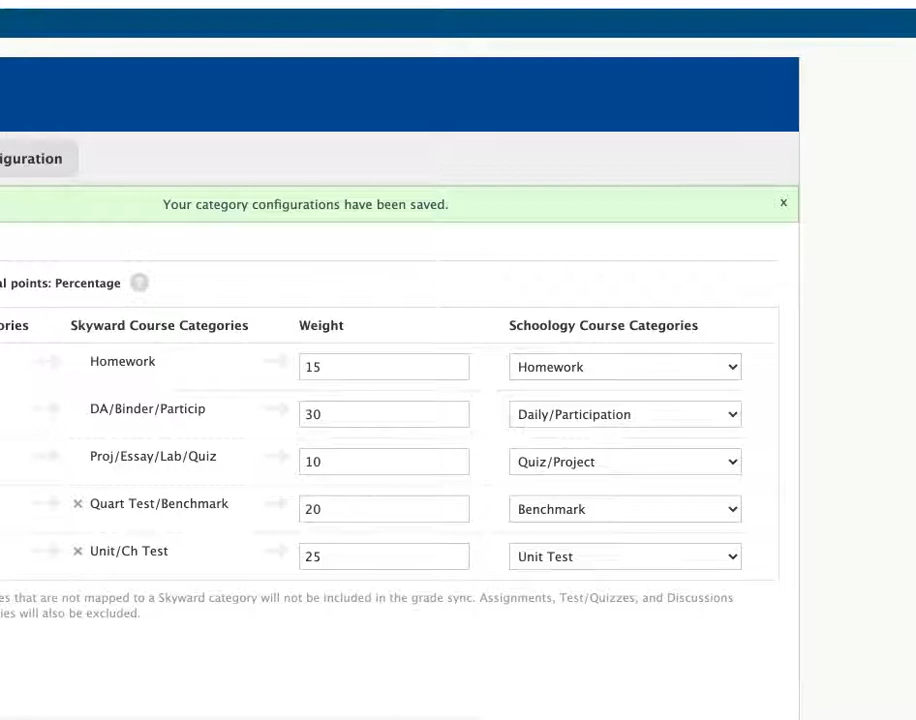 iguration
Your category configurations have been saved.
x
al points: Percentage ?
ories Skyward Course Categories Weight Schoology Course Categories
Homework 15 Homework
DA/Binder/Particip 30 Daily/Participation
Proj/Essay/Lab/Quiz 10 Quiz/Project
× Quart Test/Benchmark 20 Benchmark
× Unit/Ch Test 25 Unit Test
es that are not mapped to a Skyward category will not be included in the grade sync. Assignments, Test/Quizzes, and Discussions
ies will also be excluded.